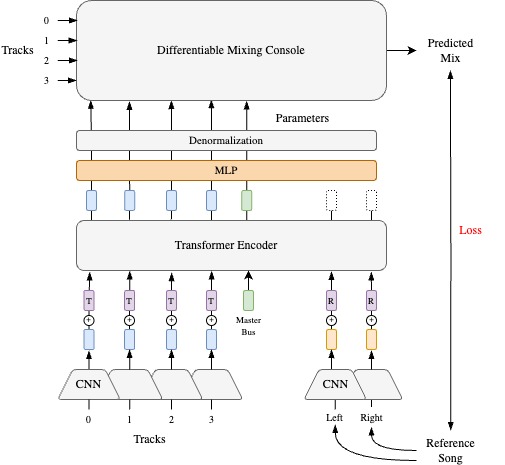 0
1
Tracks
2
3
Differentiable Mixing Console
Predicted
Mix
Parameters
Denormalization
MLP
Loss
Transformer Encoder
T T T T R R
+ + + + + +
Master
Bus
CNN CNN
0 1 2 3 Left Right
Tracks
Reference
Song